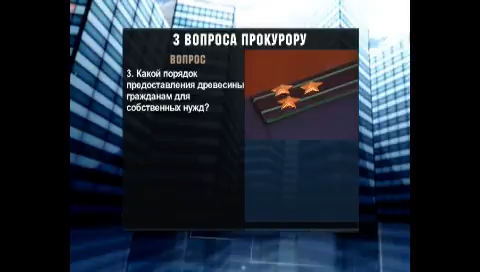 3 ВОПРОСА ПРОКУРОРУ
ВОПРОС
3. Какой порядок
предоставления древесины
гражданам для
собственных нужд?